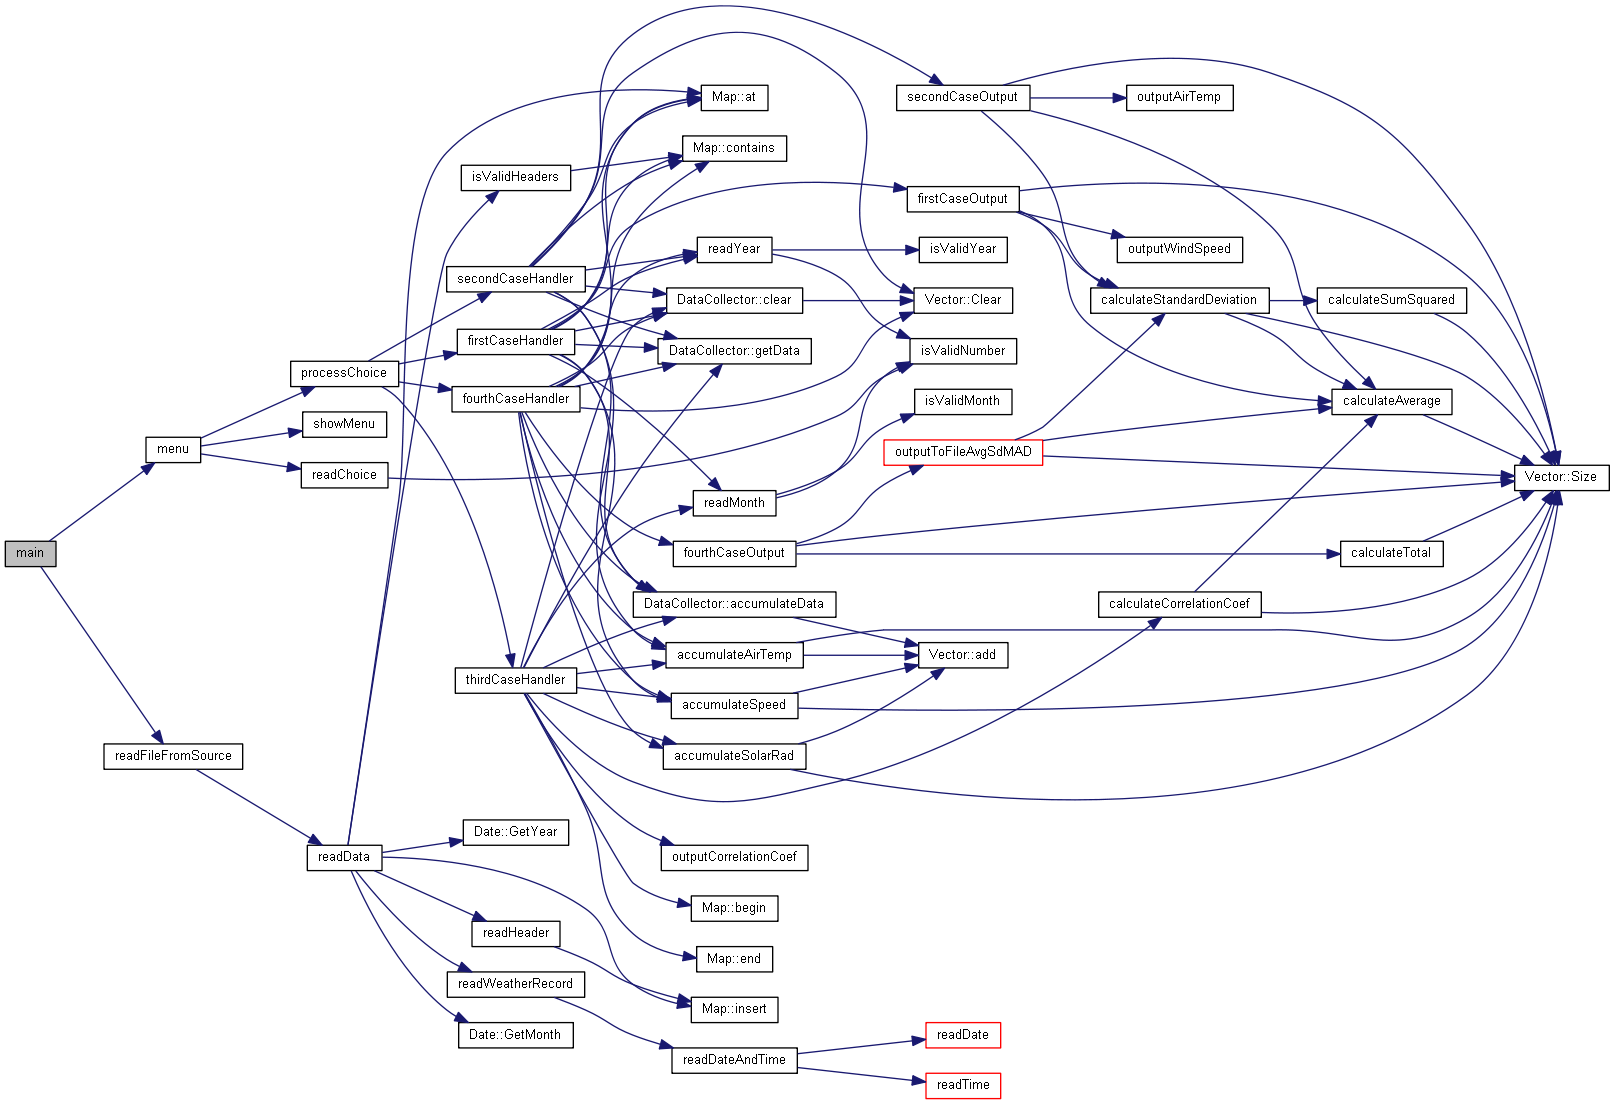 main
menu
readFileFromSource
processChoice
showMenu
readChoice
readData
isValidHeaders
secondCaseHandler
firstCaseHandler
fourthCaseHandler
thirdCaseHandler
Date::GetYear
readHeader
readWeatherRecord
Date::GetMonth
Map::at
Map::contains
readYear
DataCollector::clear
DataCollector::getData
readMonth
fourthCaseOutput
DataCollector::accumulateData
accumulateAirTemp
accumulateSpeed
accumulateSolarRad
outputCorrelationCoef
Map::begin
Map::end
Map::insert
readDateAndTime
secondCaseOutput
firstCaseOutput
isValidYear
Vector::Clear
isValidNumber
isValidMonth
outputToFileAvgSdMAD
Vector::add
readDate
readTime
outputAirTemp
outputWindSpeed
calculateStandardDeviation
calculateCorrelationCoef
calculateSumSquared
calculateAverage
calculateTotal
Vector::Size